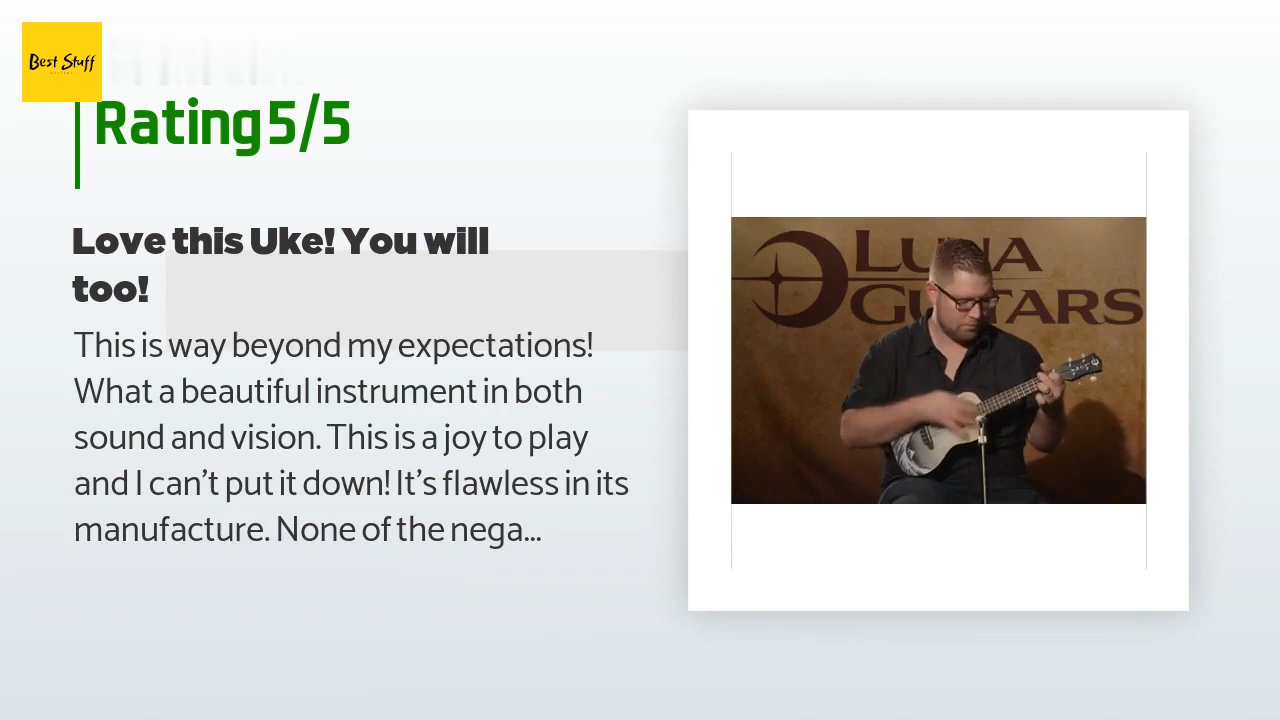 Best Stuff
Rating 5/5
Love this Uke! You will
too!
This is way beyond my expectations!
What a beautiful instrument in both
sound and vision. This is a joy to play
and I can't put it down! It's flawless in its
manufacture. None of the nega...
LUNA
GUITARS